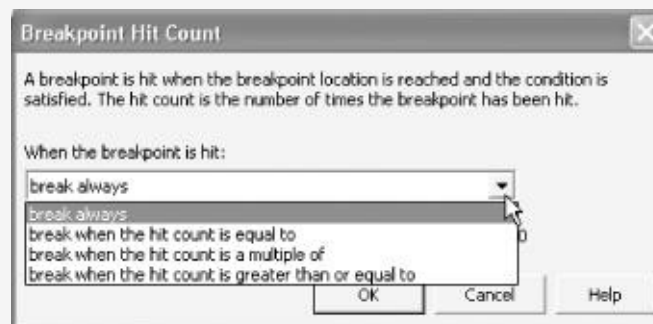 Breakpoint Hit Count
A breakpoint is hit when the breakpoint location is reached and the condition is
satisfied. The hit count is the number of times the breakpoint has been hit.
When the breakpoint is hit:
break always
break always
break when the hit count is equal to
break when the hit count is a multiple of
break when the hit count is greater than or equal to
OK
Cancel
Help